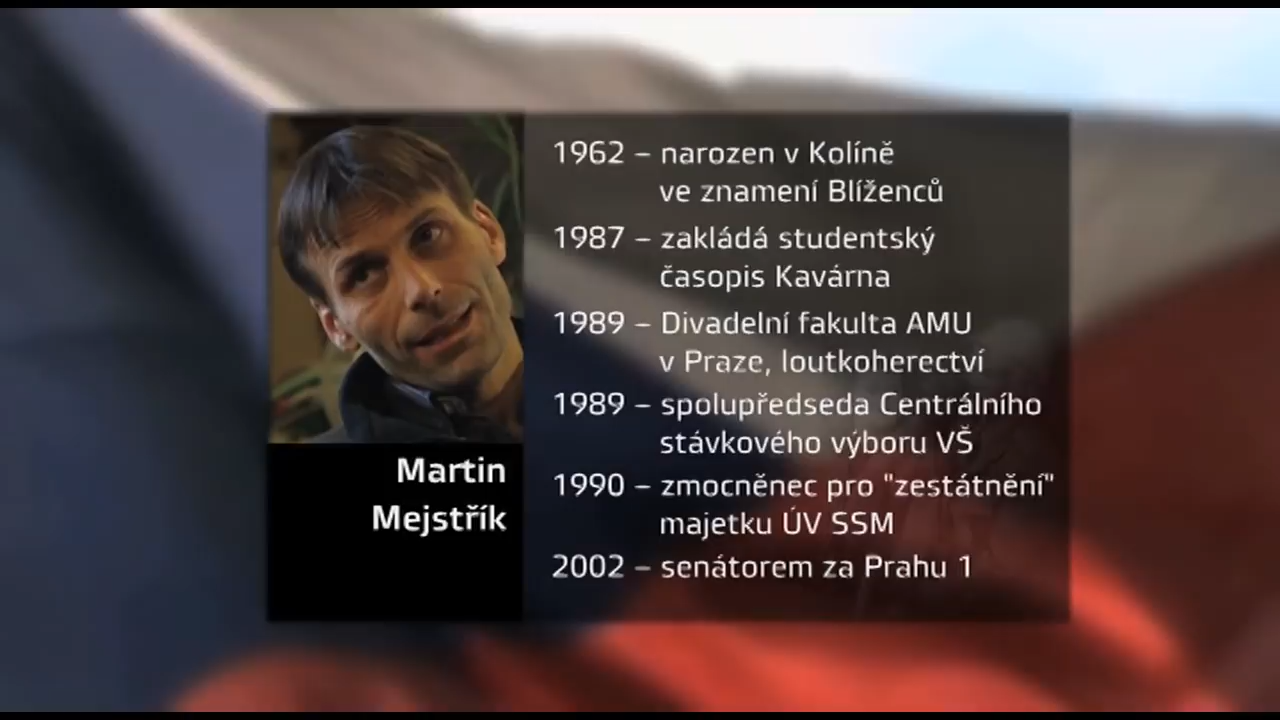 Martin
Mejstřík
1962 – narozen v Kolíně
ve znamení Blíženců
1987 – zakládá studentský
časopis Kavárna
1989 – Divadelní fakulta AMU
v Praze, loutkoherectví
1989 – spolupředseda Centrálního
stávkového výboru VŠ
1990 – zmocněnec pro "zestátnění"
majetku ÚV SSM
2002 – senátorem za Prahu 1